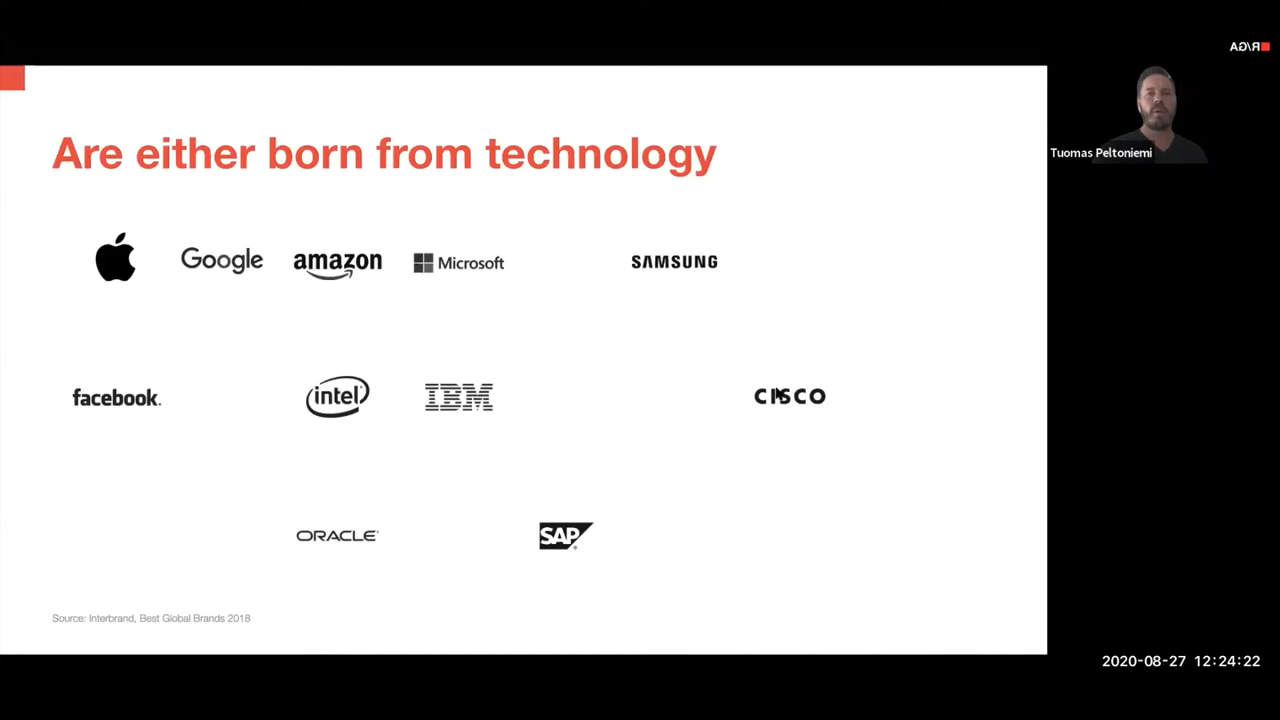 Are either born from technology
Google amazon Microsoft SAMSUNG
facebook. intel IBM CISCO
ORACLE SAP
Source: Interbrand, Best Global Brands 2018
R/GA
Tuomas Peltoniemi
2020-08-27 12:24:22